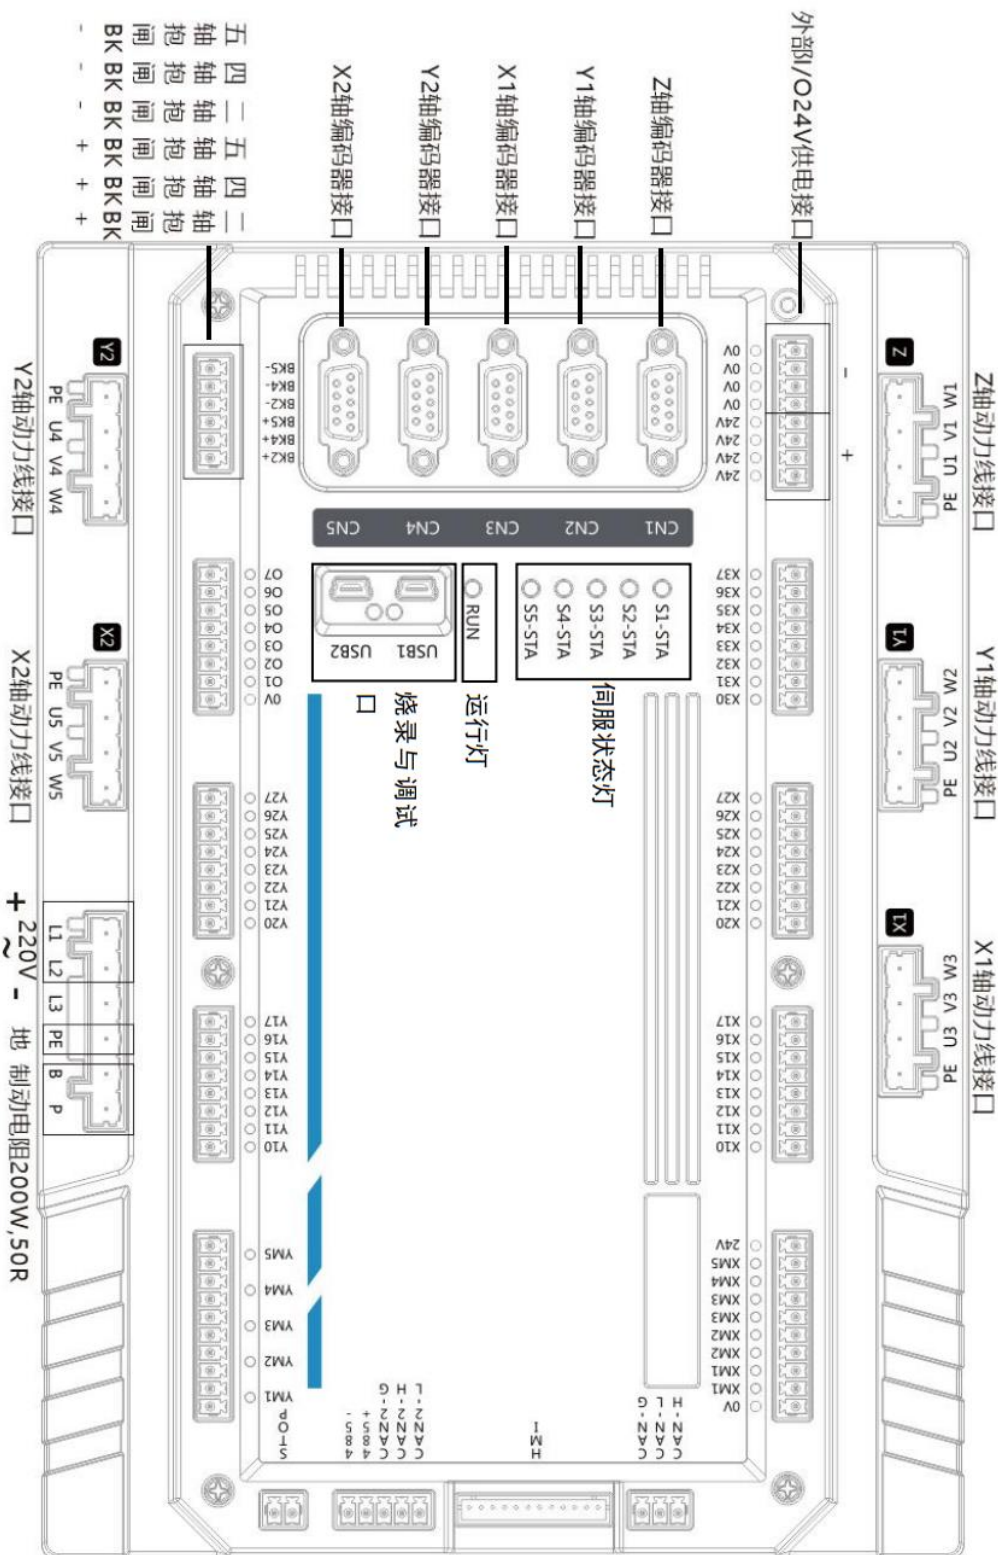 五轴抱闸BK-
四轴抱闸BK-
二轴抱闸BK-
五轴抱闸BK+
四轴抱闸BK+
二轴抱闸BK+
X2轴编码器接口
Y2轴编码器接口
X1轴编码器接口
Y1轴编码器接口
Z轴编码器接口
外部I/O24V供电接口
BK5-
BK4-
BK2-
BK5+
BK4+
BK2+
0V
0V
0V
0V
24V
24V
24V
24V
-
+
CN5
CN4
CN3
CN2
CN1
Y2
PE U4 V4 W4
Y2轴动力线接口
X2
PE U5 V5 W5
X2轴动力线接口
L1 L2 L3 PE B P
+ 220V -
~
地
制动电阻200W,50R
Z
PE U1 V1 W1
Z轴动力线接口
Y1
PE U2 V2 W2
Y1轴动力线接口
X1
PE U3 V3 W3
X1轴动力线接口
USB2
USB1
烧录与调试
口
RUN
运行灯
S5-STA
S4-STA
S3-STA
S2-STA
S1-STA
伺服状态灯
O7
O6
O5
O4
O3
O2
O1
0V
Y27
Y26
Y25
Y24
Y23
Y22
Y21
Y20
Y17
Y16
Y15
Y14
Y13
Y12
Y11
Y10
YM5
YM4
YM3
YM2
YM1
X37
X36
X35
X34
X33
X32
X31
X30
X27
X26
X25
X24
X23
X22
X21
X20
X17
X16
X15
X14
X13
X12
X11
X10
24V
XM5
XM4
XM3
XM3
XM2
XM2
XM1
XM1
0V
STOP
485-
485+
CAN2-G
CAN2-H
CAN2-L
HMI
CAN-G
CAN-L
CAN-H